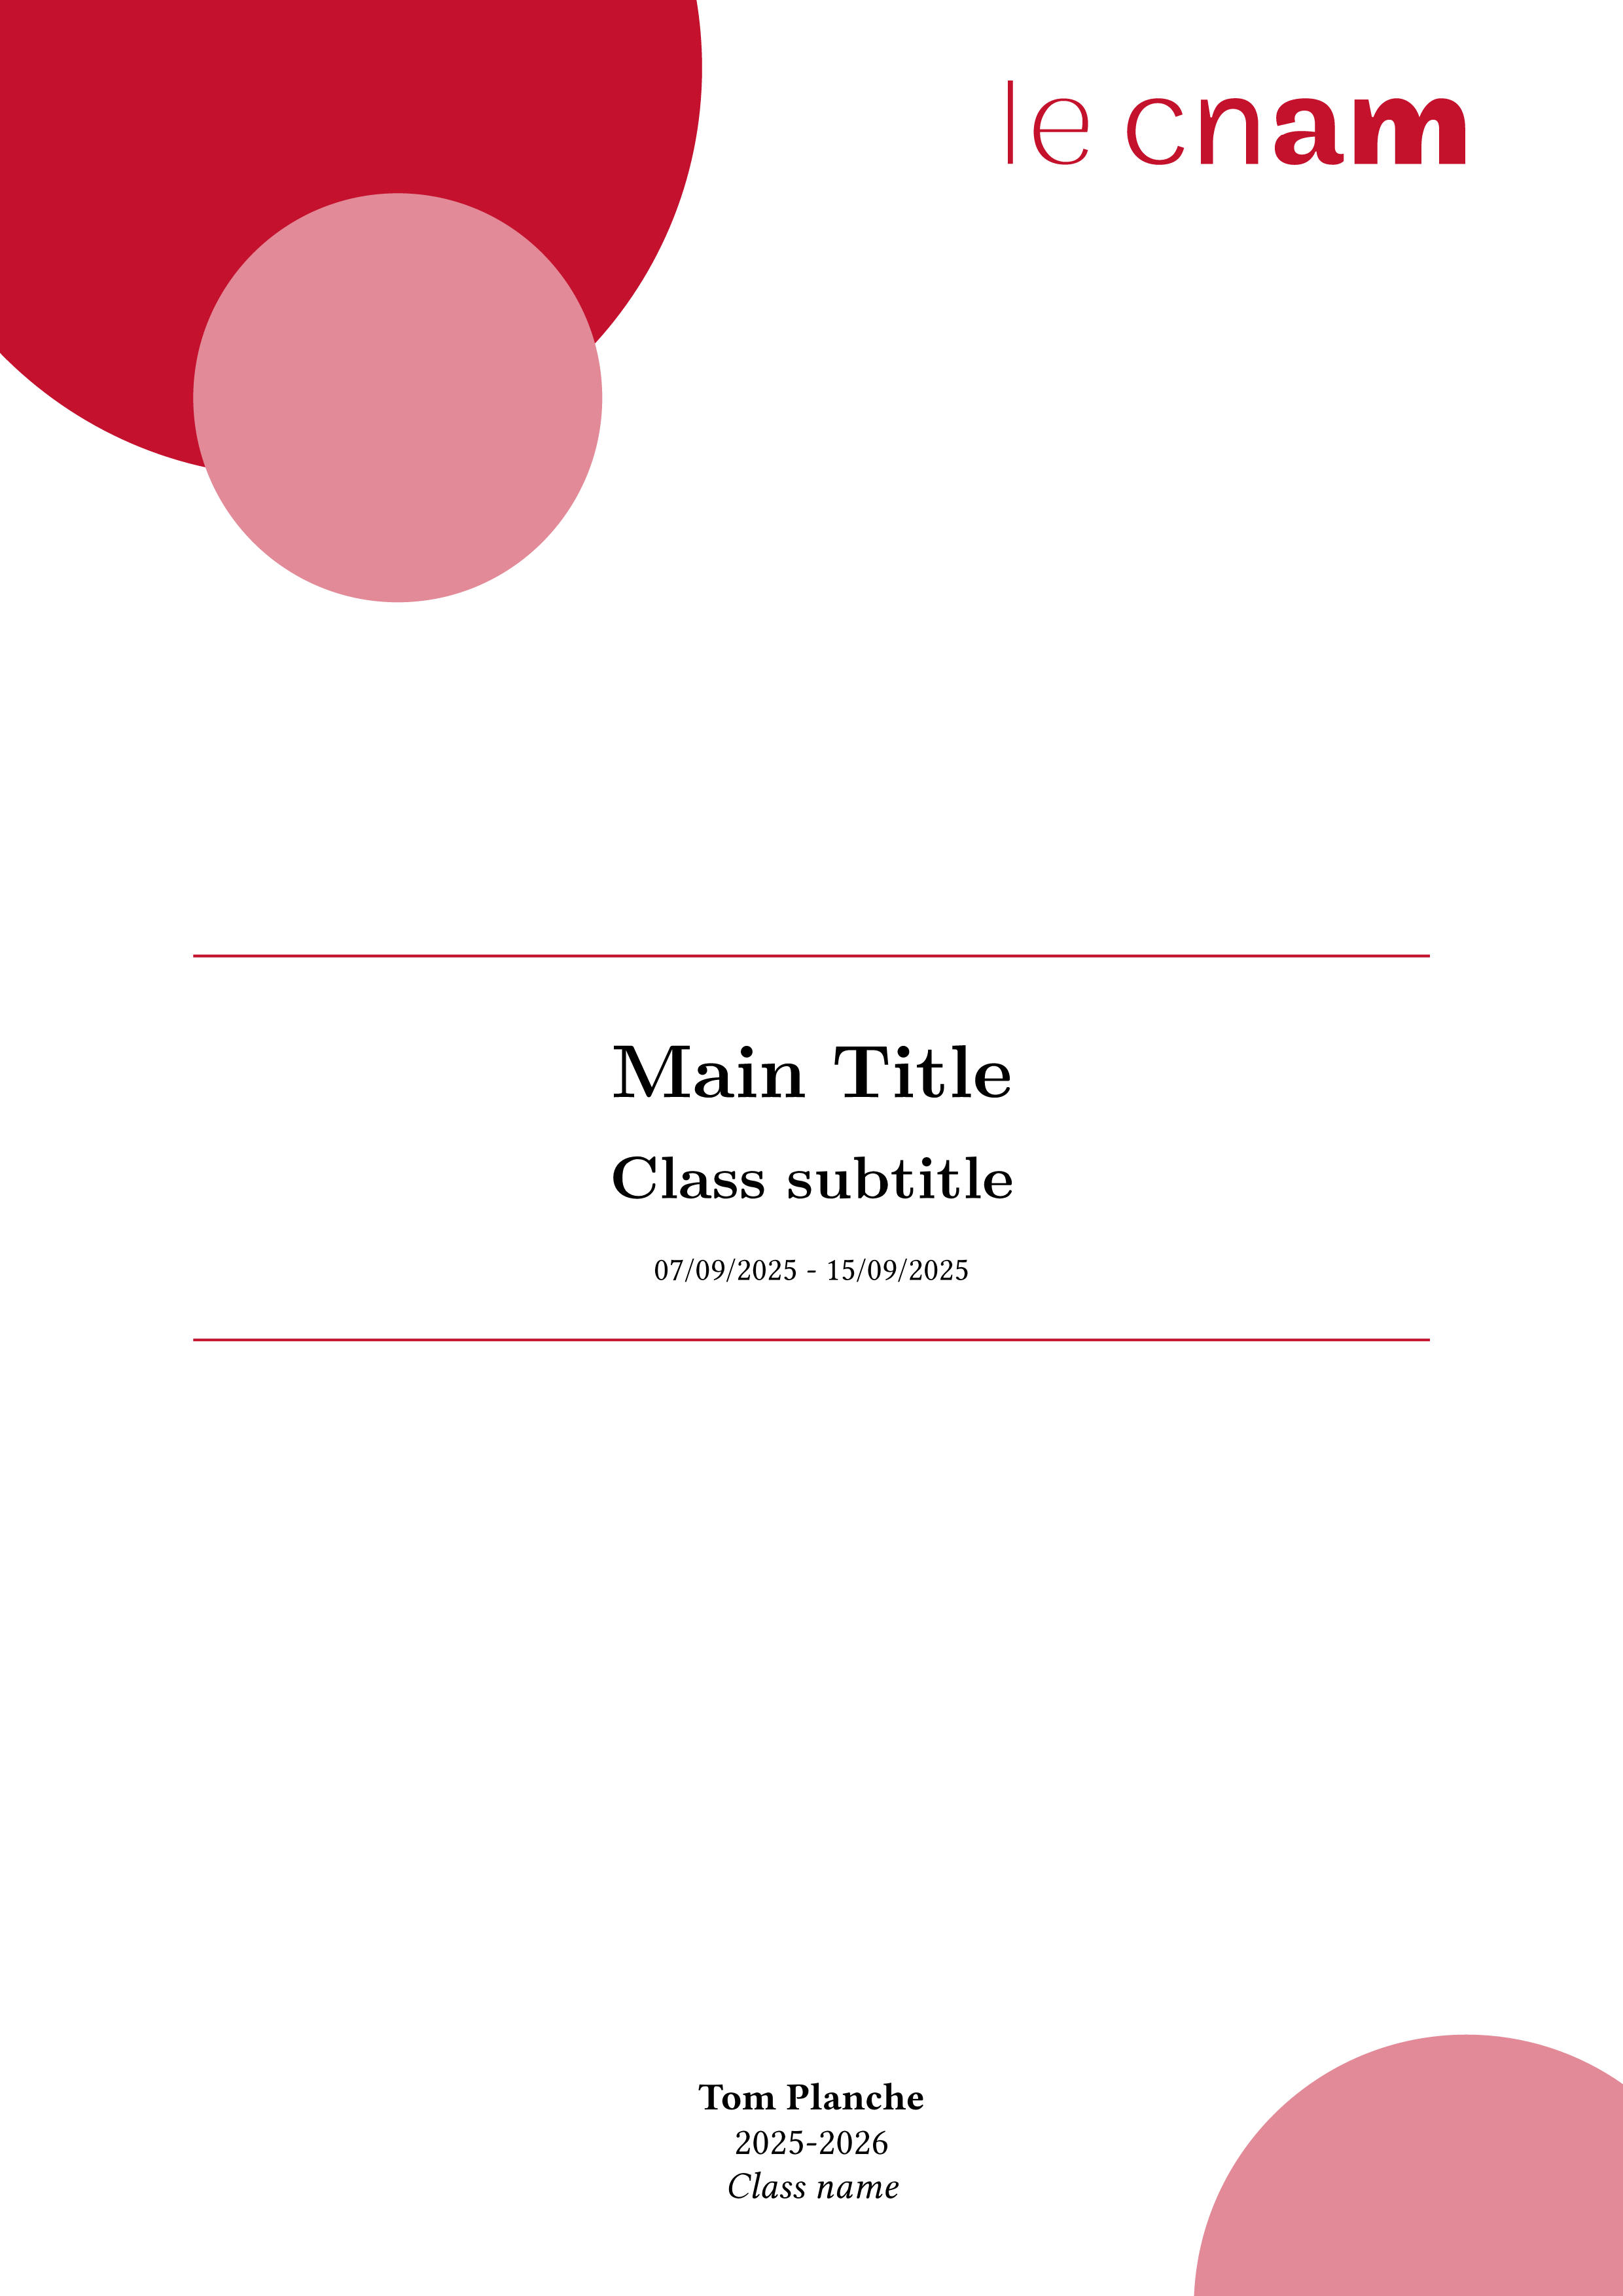 le cnam
Main Title
Class subtitle
07/09/2025 - 15/09/2025
Tom Planche
2025-2026
Class name